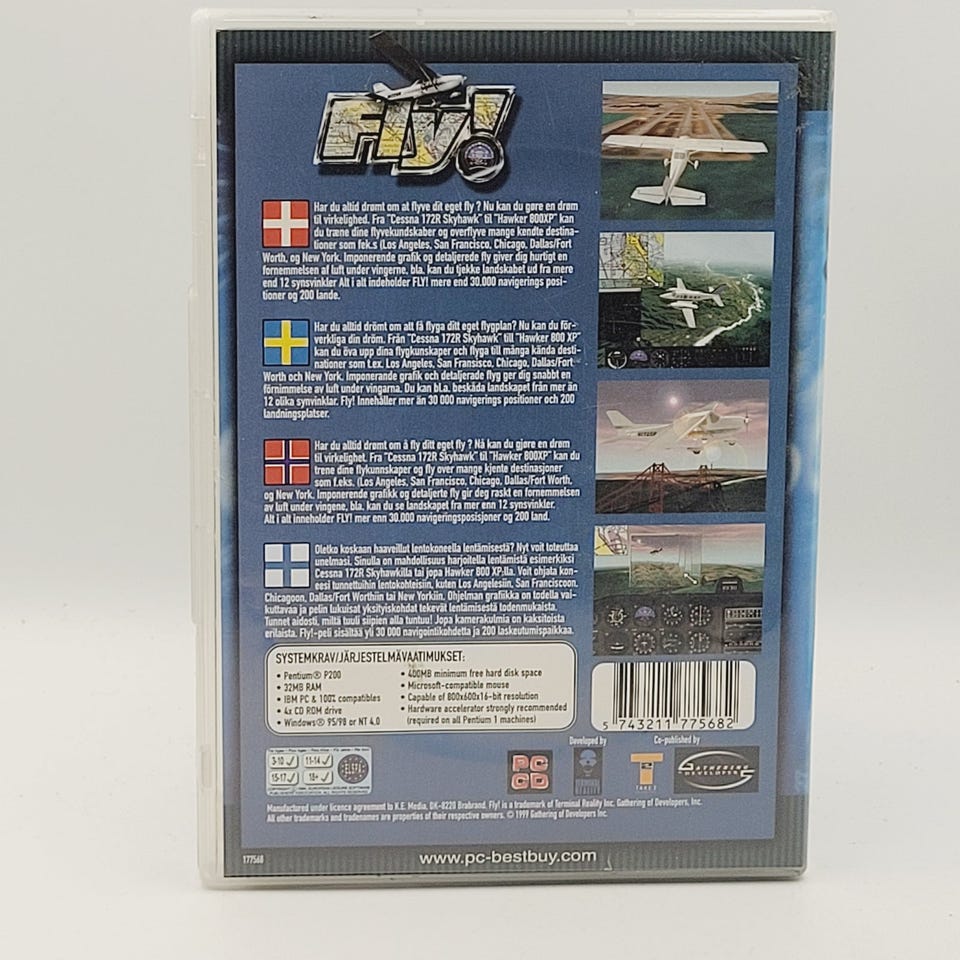 Fly!
Har du altid drømt om at flyve dit eget fly ? Nu kan du gøre en drøm
til virkelighed. Fra "Cessna 172R Skyhawk" til "Hawker 800XP" kan
du træne dine flyvekundskaber og overflyve mange kendte destina-
tioner som fek.s (Los Angeles, San Francisco, Chicago, Dallas/Fort
Worth, og New York. Imponerende grafik og detaljerede fly giver dig hurtigt en
fornemmelsen af luft under vingerne, bla. kan du tjekke landskabet ud fra mere
end 12 synsvinkler Alt i alt indeholder FLY! mere end 30.000 navigerings posi-
tioner og 200 lande.
Har du alltid drömt om att få flyga ditt eget flygplan? Nu kan du för-
verkliga din dröm. Från "Cessna 172R Skyhawk" till "Hawker 800 XP"
kan du öva upp dina flygkunskaper och flyga till många kända desti-
nationer som t.ex. Los Angeles, San Fransisco, Chicago, Dallas/Fort
Worth och New York. Imponerande grafik och detaljerade flyg ger dig snabbt en
förnimmelse av luft under vingarna. Du kan bl.a. beskåda landskapet från mer än
12 olika synvinklar. Fly! Innehåller mer än 30 000 navigerings positioner och 200
landningsplatser.
Har du alltid drømt om å fly ditt eget fly ? Nå kan du gjøre en drøm
til virkelighet. Fra "Cessna 172R Skyhawk" til "Hawker 800XP" kan du
trene dine flykunnskaper og fly over mange kjente destinasjoner
som f.eks. (Los Angeles, San Francisco, Chicago, Dallas/Fort Worth,
og New York. Imponerende grafikk og detaljerte fly gir deg raskt en fornemmelsen
av luft under vingene, bla. kan du se landskapet fra mer enn 12 synsvinkler.
Alt i alt inneholder FLY! mer enn 30.000 navigeringsposisjoner og 200 land.
Oletko koskaan haaveillut lentokoneella lentämisestä? Nyt voit toteuttaa
unelmasi. Sinulla on mahdollisuus harjoitella lentämistä esimerkiksi
Cessna 172R Skyhawkilla tai jopa Hawker 800 XP:lla. Voit ohjata kon-
eesi tunnettuihin lentokohteisiin, kuten Los Angelesiin, San Franciscoon,
Chicagoon, Dallas/Fort Worthiin tai New Yorkiin. Ohjelman grafiikka on todella vai-
kuttavaa ja pelin lukuisat yksityiskohdat tekevät lentämisestä todenmukaista.
Tunnet aidosti, miltä tuuli siipien alla tuntuu! Jopa kamerakulmia on kaksitoista
erilaista. Fly!-peli sisältää yli 30 000 navigointikohdetta ja 200 laskeutumispaikkaa.
SYSTEMKRAV/JÄRJESTELMÄVAATIMUKSET:
• Pentium® P200
• 32MB RAM
• IBM PC & 100% compatibles
• 4x CD ROM drive
• Windows® 95/98 or NT 4.0
• 400MB minimum free hard disk space
• Microsoft-compatible mouse
• Capable of 800x600x16-bit resolution
• Hardware accelerator strongly recommended
(required on all Pentium 1 machines)
5 743211 775682
3-10 11-14
15-17 18+
ELSPA
PC
CD
Developed by
TERMINAL
REALITY
Co-published by
T2
TAKE 2
GATHERING
OF DEVELOPERS
Manufactured under licence agreement to K.E. Media, DK-8220 Brabrand, Fly! is a trademark of Terminal Reality Inc. Gathering of Developers, Inc.
All other trademarks and tradenames are properties of their respective owners. © 1999 Gathering of Developers Inc.
177568
www.pc-bestbuy.com